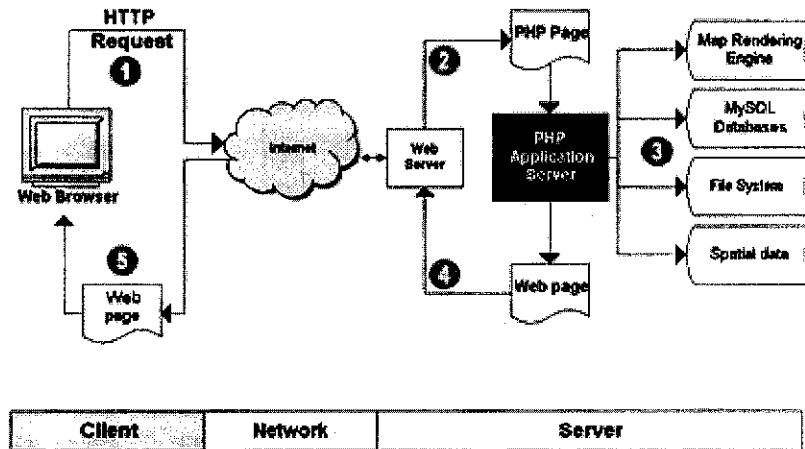 HTTP
Request
1
Web Browser
5
Web
page
Internet
2
PHP Page
Web
Server
PHP
Application
Server
4
Web page
3
Map Rendering
Engine
MySQL
Databases
File System
Spatial data
Client
Network
Server